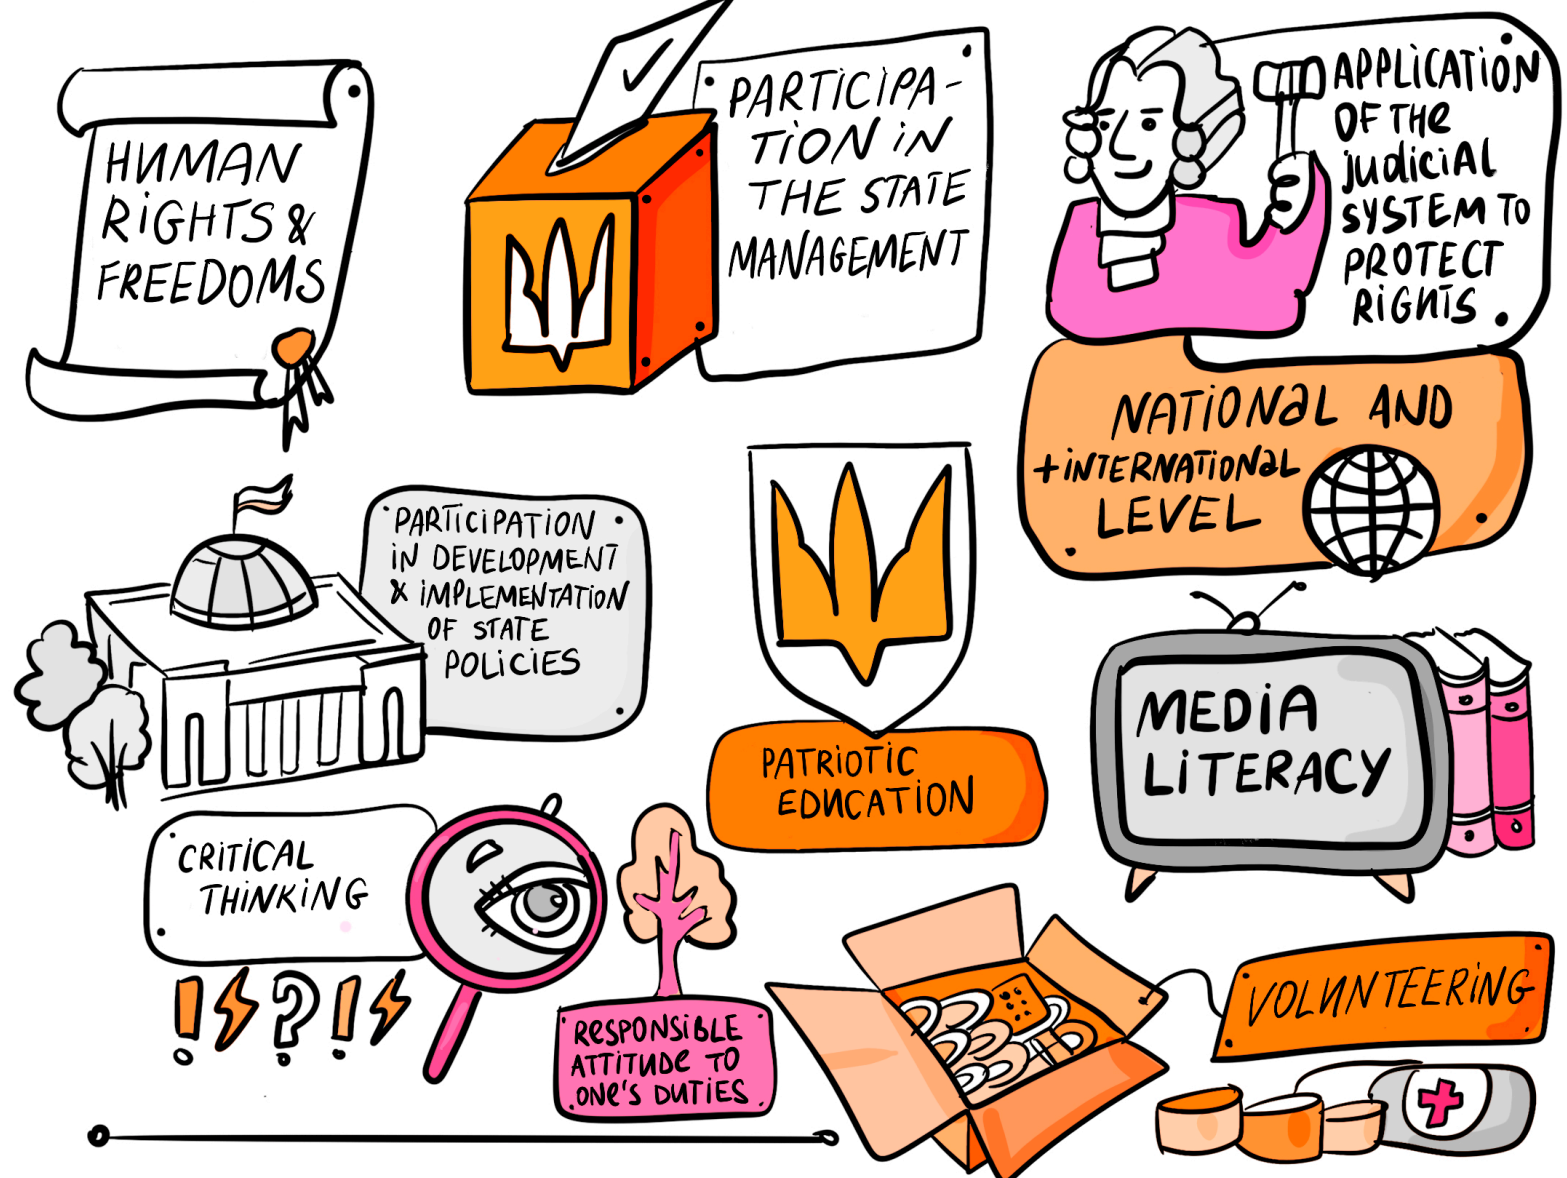 HUMAN
RIGHTS &
FREEDOMS
PARTICIPA-
TION IN
THE STATE
MANAGEMENT
APPLICATION
OF THE
JUDICIAL
SYSTEM TO
PROTECT
RIGHTS
NATIONAL AND
+ INTERNATIONAL
LEVEL
PARTICIPATION
IN DEVELOPMENT
& IMPLEMENTATION
OF STATE
POLICIES
PATRIOTIC
EDUCATION
MEDIA
LITERACY
CRITICAL
THINKING
! ? !
RESPONSIBLE
ATTITUDE TO
ONE'S DUTIES
VOLUNTEERING